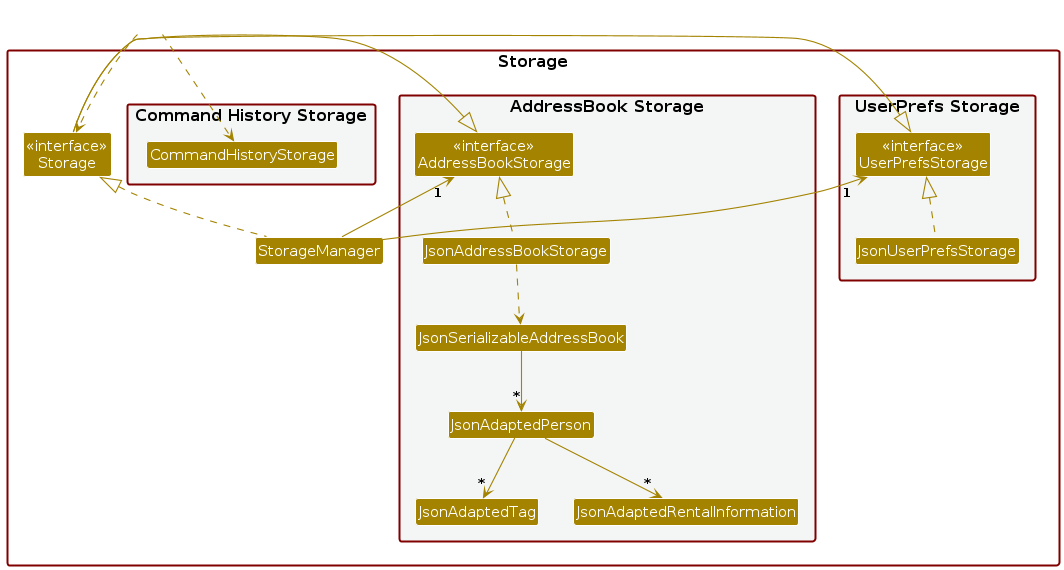 Storage
Command History Storage
AddressBook Storage
UserPrefs Storage
«interface»
Storage
CommandHistoryStorage
«interface»
AddressBookStorage
«interface»
UserPrefsStorage
1
1
StorageManager
JsonAddressBookStorage
JsonUserPrefsStorage
JsonSerializableAddressBook
*
JsonAdaptedPerson
*
*
JsonAdaptedTag
JsonAdaptedRentalInformation